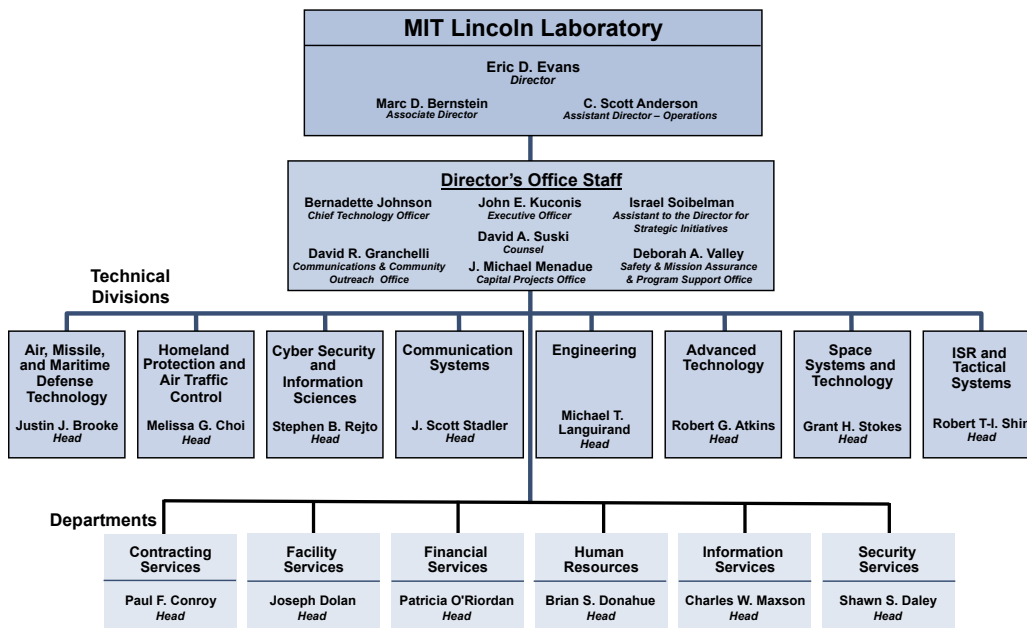 MIT Lincoln Laboratory
Eric D. Evans
Director
Marc D. Bernstein
Associate Director
C. Scott Anderson
Assistant Director – Operations
Director's Office Staff
Bernadette Johnson
Chief Technology Officer
John E. Kuconis
Executive Officer
Israel Soibelman
Assistant to the Director for
Strategic Initiatives
David A. Suski
Counsel
David R. Granchelli
Communications & Community
Outreach Office
J. Michael Menadue
Capital Projects Office
Deborah A. Valley
Safety & Mission Assurance
& Program Support Office
Technical
Divisions
Air, Missile,
and Maritime
Defense
Technology
Justin J. Brooke
Head
Homeland
Protection and
Air Traffic
Control
Melissa G. Choi
Head
Cyber Security
and
Information
Sciences
Stephen B. Rejto
Head
Communication
Systems
J. Scott Stadler
Head
Engineering
Michael T.
Languirand
Head
Advanced
Technology
Robert G. Atkins
Head
Space
Systems and
Technology
Grant H. Stokes
Head
ISR and
Tactical
Systems
Robert T-I. Shin
Head
Departments
Contracting
Services
Paul F. Conroy
Head
Facility
Services
Joseph Dolan
Head
Financial
Services
Patricia O'Riordan
Head
Human
Resources
Brian S. Donahue
Head
Information
Services
Charles W. Maxson
Head
Security
Services
Shawn S. Daley
Head